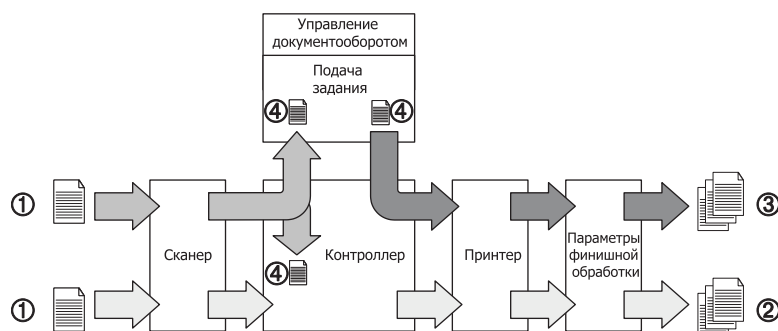 Управление
документооборотом
Подача
задания
④ ④
① ③
Сканер
Контроллер
Принтер
Параметры
финишной
обработки
④
① ②